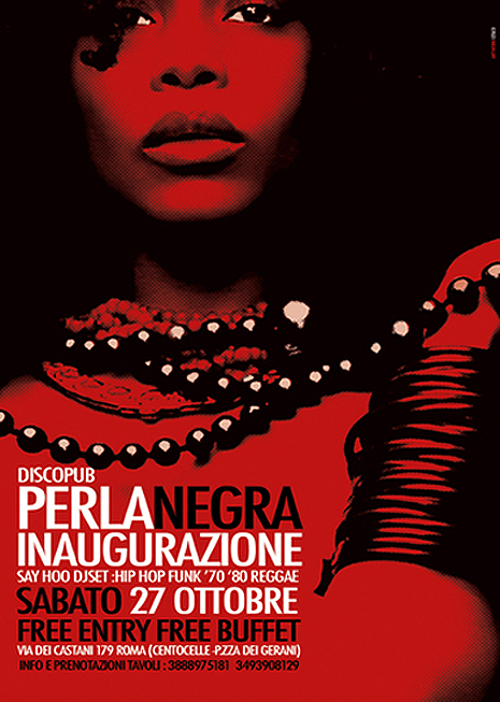 DISCOPUB
PERLANEGRA
INAUGURAZIONE
SAY HOO DJSET :HIP HOP FUNK '70 '80 REGGAE
SABATO 27 OTTOBRE
FREE ENTRY FREE BUFFET
VIA DEI CASTANI 179 ROMA (CENTOCELLE -P.ZZA DEI GERANI)
INFO E PRENOTAZIONI TAVOLI : 3888975181 3493908129